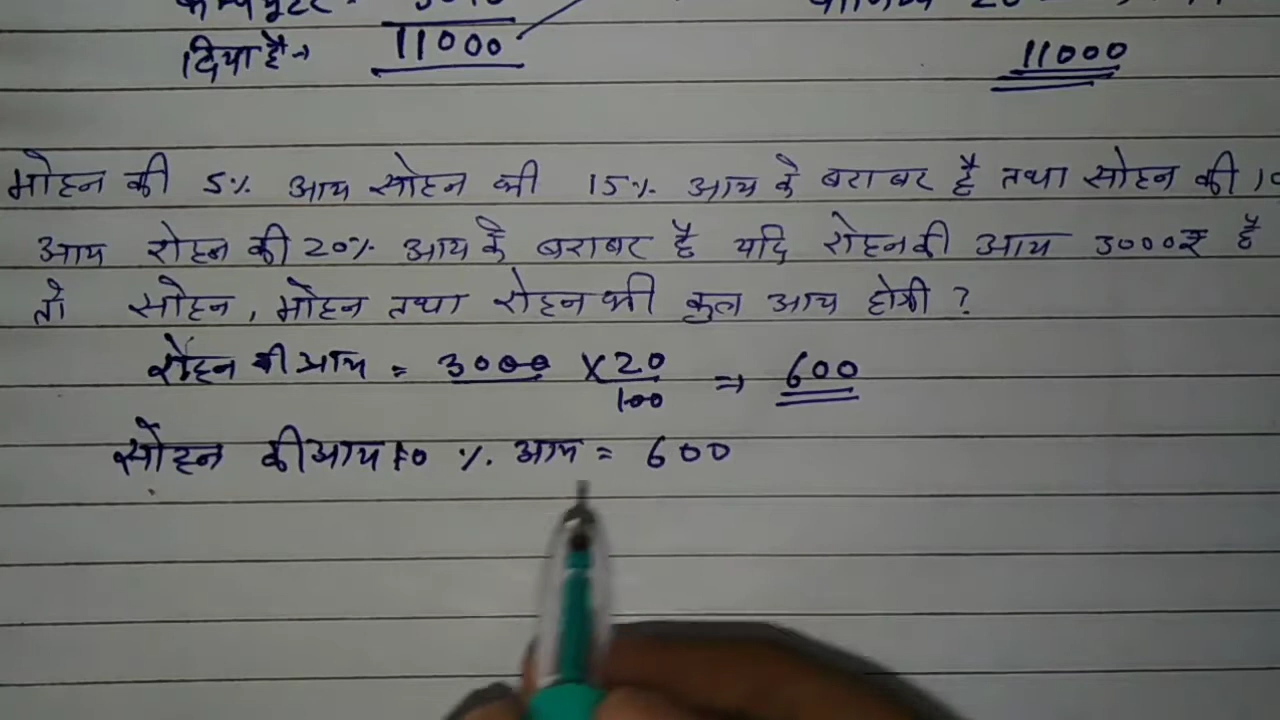 कम्प्यूटर
दिया है→ 11000
11000
मोहन की 5% आय सोहन की 15% आय के बराबर है तथा सोहन की 10
आय रोहन की 20% आय के बराबर है यदि रोहन की आय 3000₹ है
तो सोहन, मोहन तथा रोहन की कुल आय होगी ?
रोहन की आय = 3000 × 20/100 ⇒ 600
सोहन की आय 10 % आय = 600